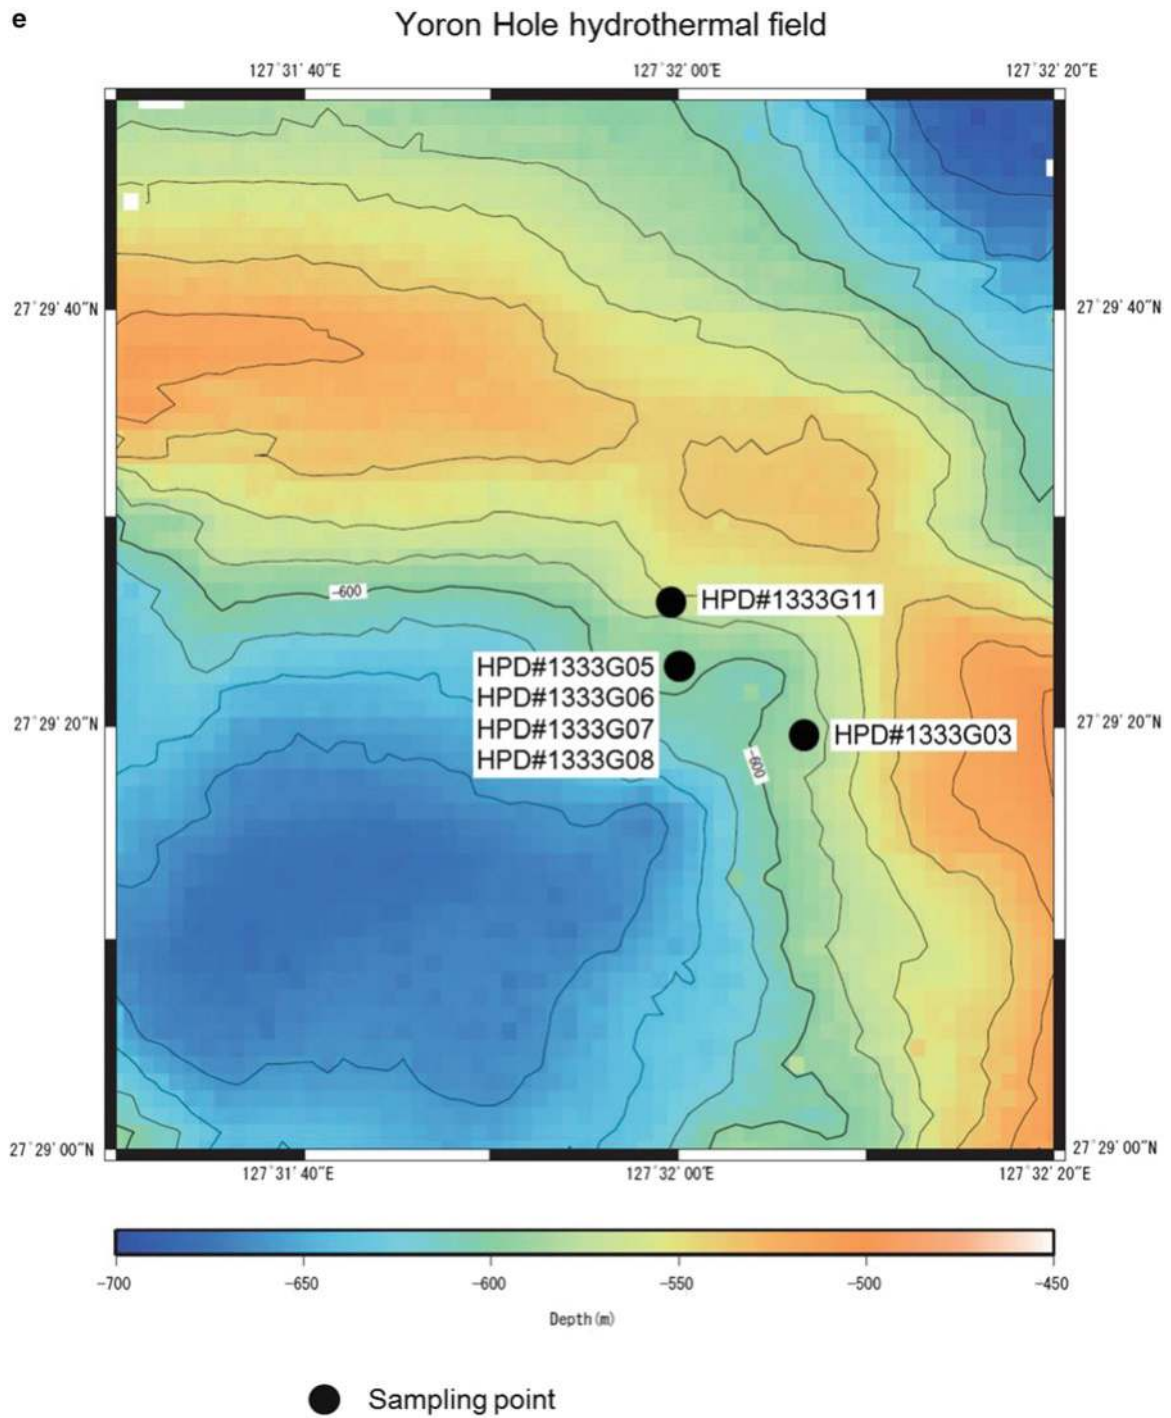 e
Yoron Hole hydrothermal field
127°31'40"E 127°32'00"E 127°32'20"E
27°29'40"N 27°29'40"N
-600
HPD#1333G11
HPD#1333G05
HPD#1333G06
27°29'20"N 27°29'20"N
HPD#1333G07
HPD#1333G03
HPD#1333G08
-600
27°29'00"N 27°29'00"N
127°31'40"E 127°32'00"E 127°32'20"E
-700 -650 -600 -550 -500 -450
Depth(m)
Sampling point